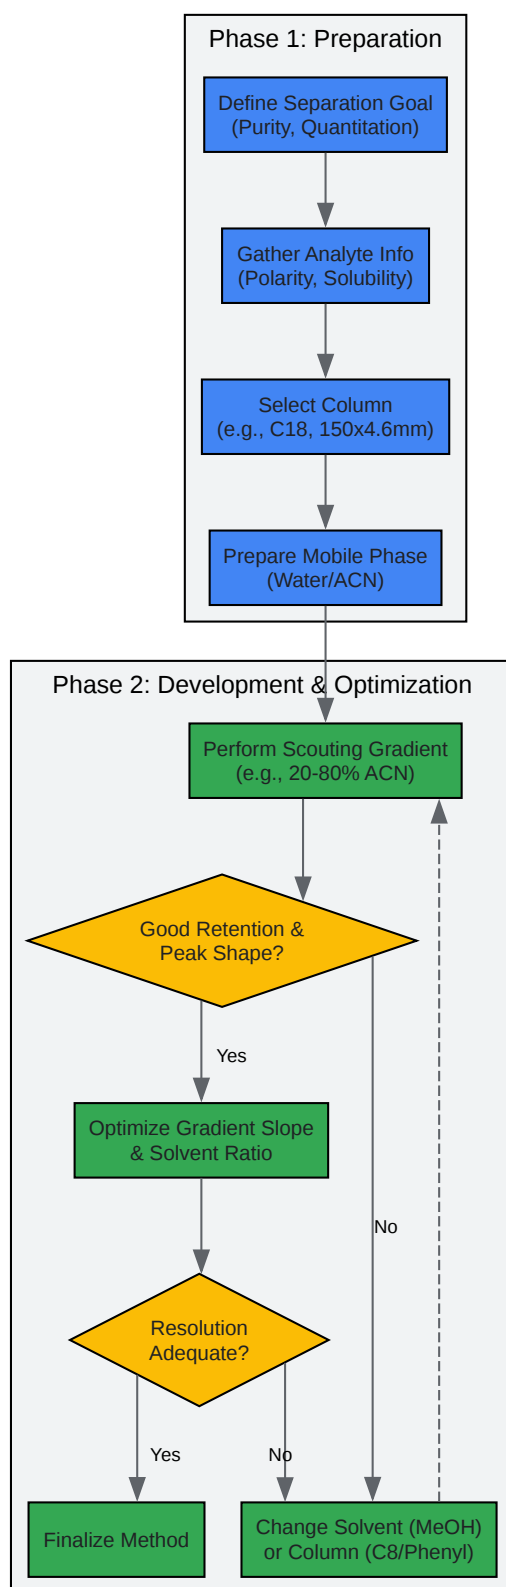 Phase 1: Preparation
Define Separation Goal
(Purity, Quantitation)
Gather Analyte Info
(Polarity, Solubility)
Select Column
(e.g., C18, 150x4.6mm)
Prepare Mobile Phase
(Water/ACN)
Phase 2: Development & Optimization
Perform Scouting Gradient
(e.g., 20-80% ACN)
Good Retention &
Peak Shape?
Yes
Optimize Gradient Slope
& Solvent Ratio
No
Resolution
Adequate?
Yes
No
Finalize Method
Change Solvent (MeOH)
or Column (C8/Phenyl)